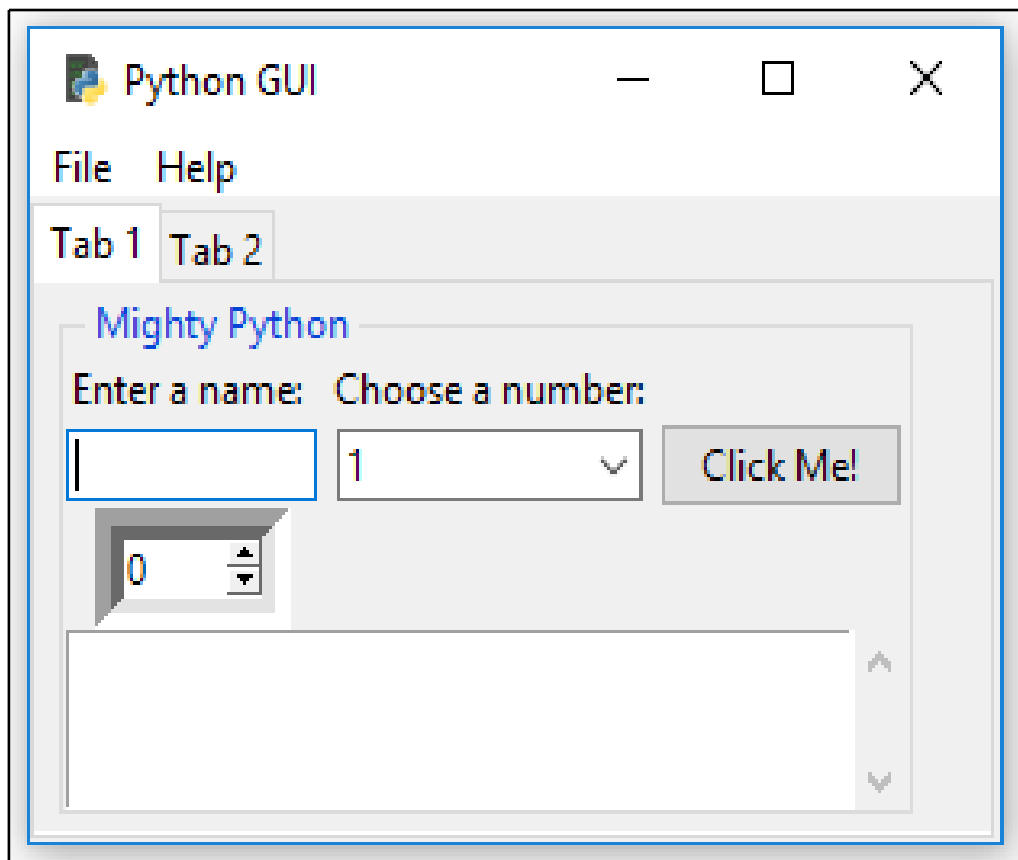 Python GUI
File Help
Tab 1 Tab 2
Mighty Python
Enter a name: Choose a number:
1 Click Me!
0